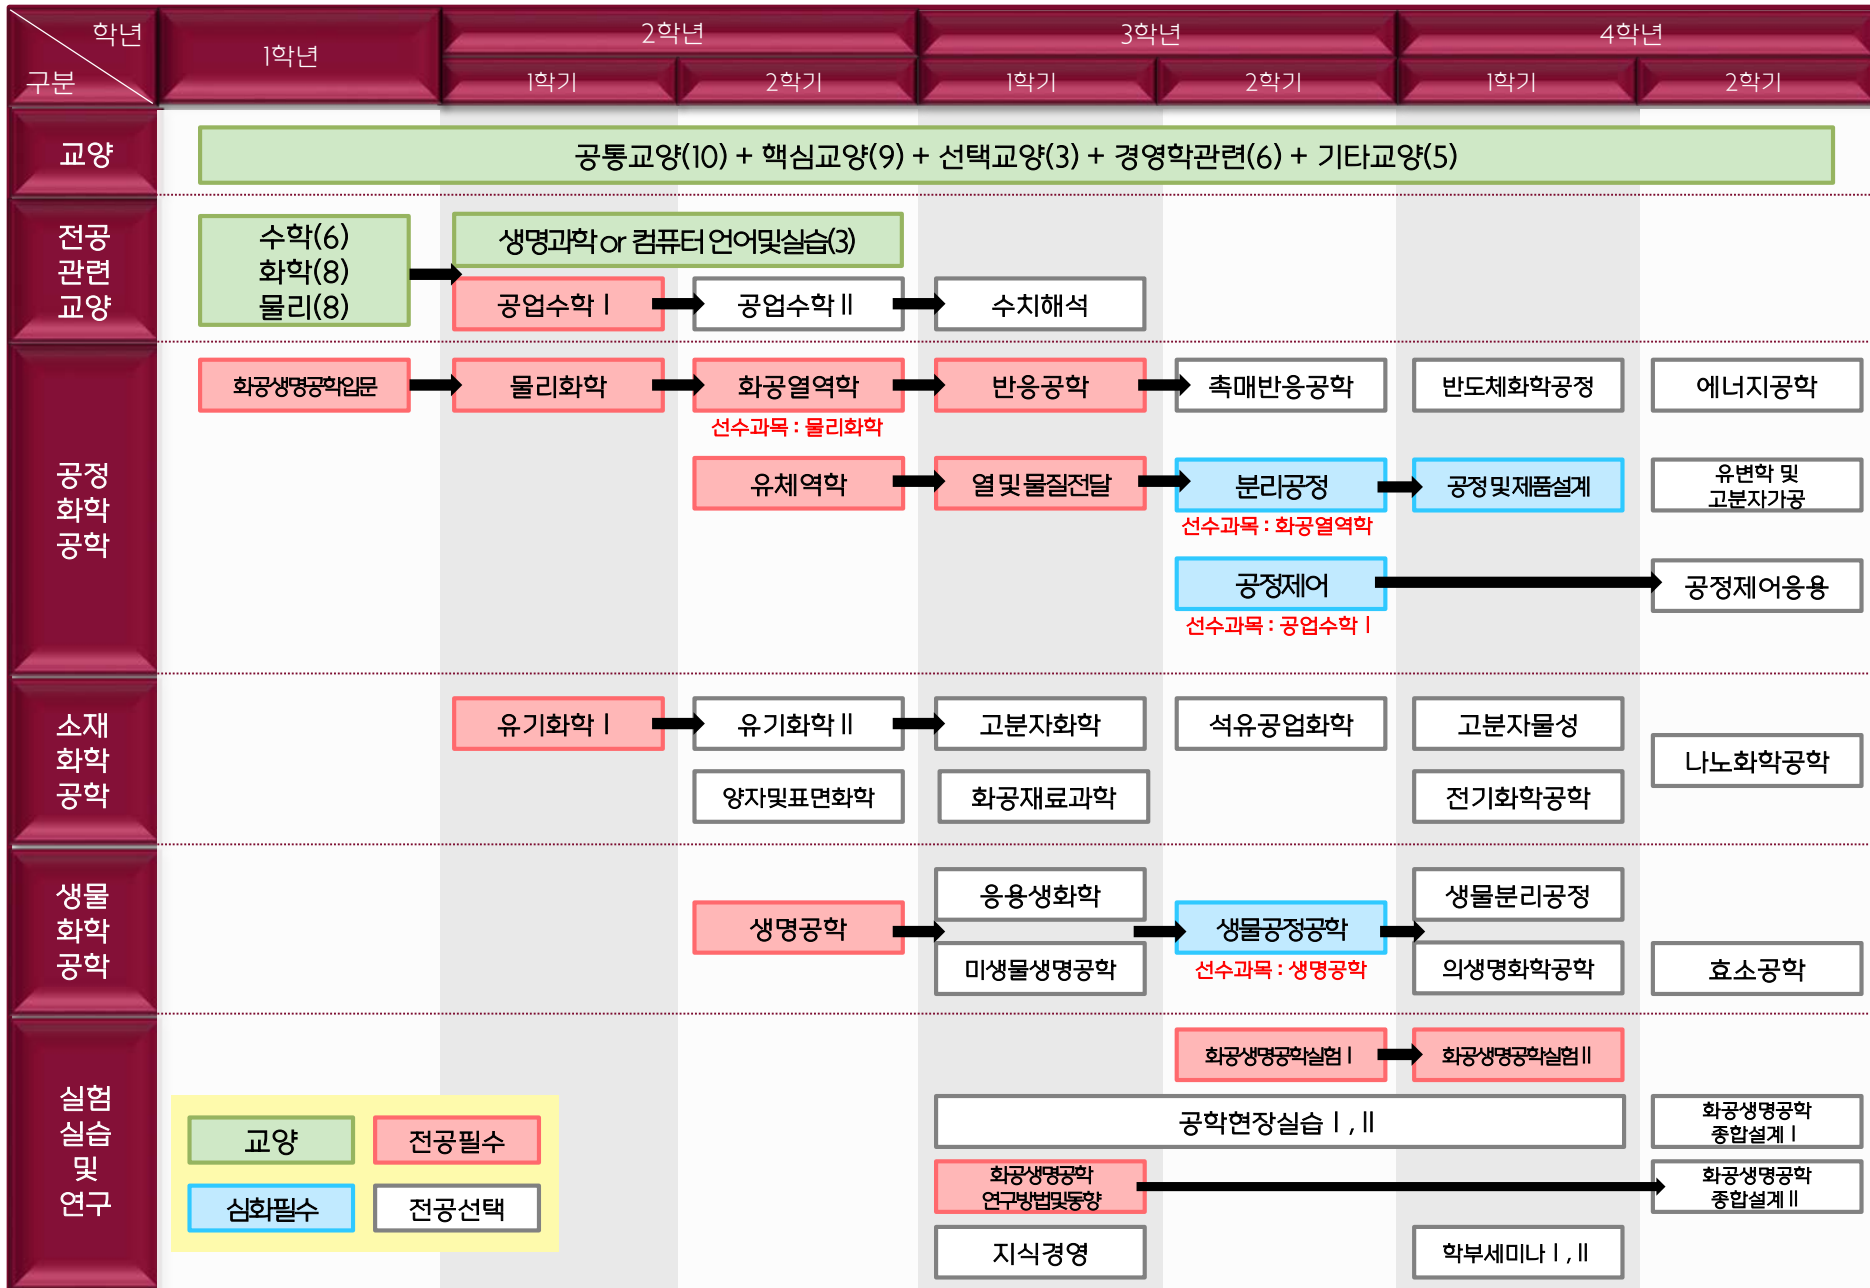 학년
구분
1학년
2학년
3학년
4학년
1학기
2학기
1학기
2학기
1학기
2학기
교양
공통교양(10) + 핵심교양(9) + 선택교양(3) + 경영학관련(6) + 기타교양(5)
전공
관련
교양
수학(6)
화학(8)
물리(8)
생명과학 or 컴퓨터 언어및실습(3)
공업수학 Ⅰ
공업수학 Ⅱ
수치해석
공정
화학
공학
화공생명공학입문
물리화학
화공열역학
반응공학
촉매반응공학
반도체화학공정
에너지공학
선수과목 : 물리화학
유체역학
열 및 물질전달
분리공정
공정 및 제품설계
유변학 및
고분자가공
선수과목 : 화공열역학
공정제어
공정제어응용
선수과목 : 공업수학 Ⅰ
소재
화학
공학
유기화학 Ⅰ
유기화학 Ⅱ
고분자화학
석유공업화학
고분자물성
나노화학공학
양자및표면화학
화공재료과학
전기화학공학
생물
화학
공학
응용생화학
생물분리공정
생명공학
생물공정공학
미생물생명공학
선수과목 : 생명공학
의생명화학공학
효소공학
실험
실습
및
연구
화공생명공학실험 Ⅰ
화공생명공학실험 Ⅱ
공학현장실습 Ⅰ, Ⅱ
화공생명공학
종합설계 Ⅰ
화공생명공학
연구방법및동향
화공생명공학
종합설계 Ⅱ
지식경영
학부세미나 Ⅰ, Ⅱ
교양
전공필수
심화필수
전공선택